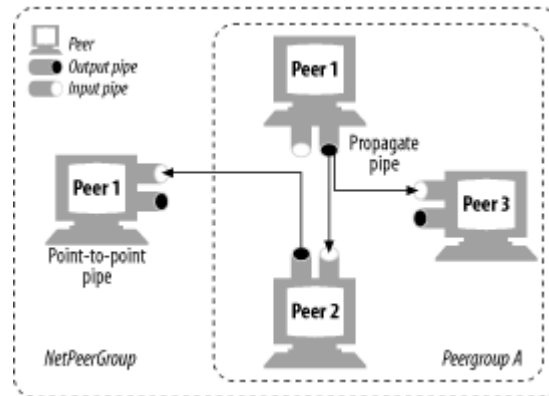 Peer
Output pipe
Input pipe
Peer 1
Propagate
pipe
Peer 1
Peer 3
Point-to-point
pipe
Peer 2
NetPeerGroup
Peergroup A